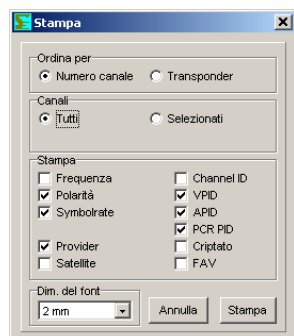 Stampa
Ordina per
Numero canale Transponder
Canali
Tutti Selezionati
Stampa
Frequenza Channel ID
Polarità VPID
Symbolrate APID
PCR PID
Provider Criptato
Satellite FAV
Dim. del font
2 mm Annulla Stampa